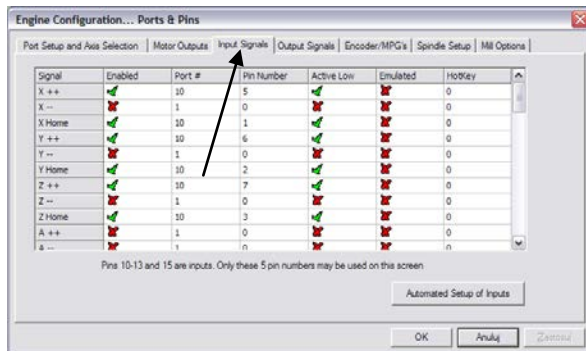 Engine Configuration... Ports & Pins
Port Setup and Axis Selection Motor Outputs Input Signals Output Signals Encoder/MPG's Spindle Setup Mill Options
Signal Enabled Port # Pin Number Active Low Emulated HotKey
X ++ 10 5 0
X -- 1 0 0
X Home 10 1 0
Y ++ 10 6 0
Y -- 1 0 0
Y Home 10 2 0
Z ++ 10 7 0
Z -- 1 0 0
Z Home 10 3 0
A ++ 1 0 0
A -- 1 0 0
Pins 10-13 and 15 are inputs. Only these 5 pin numbers may be used on this screen
Automated Setup of Inputs
OK Anuluj Zastosuj